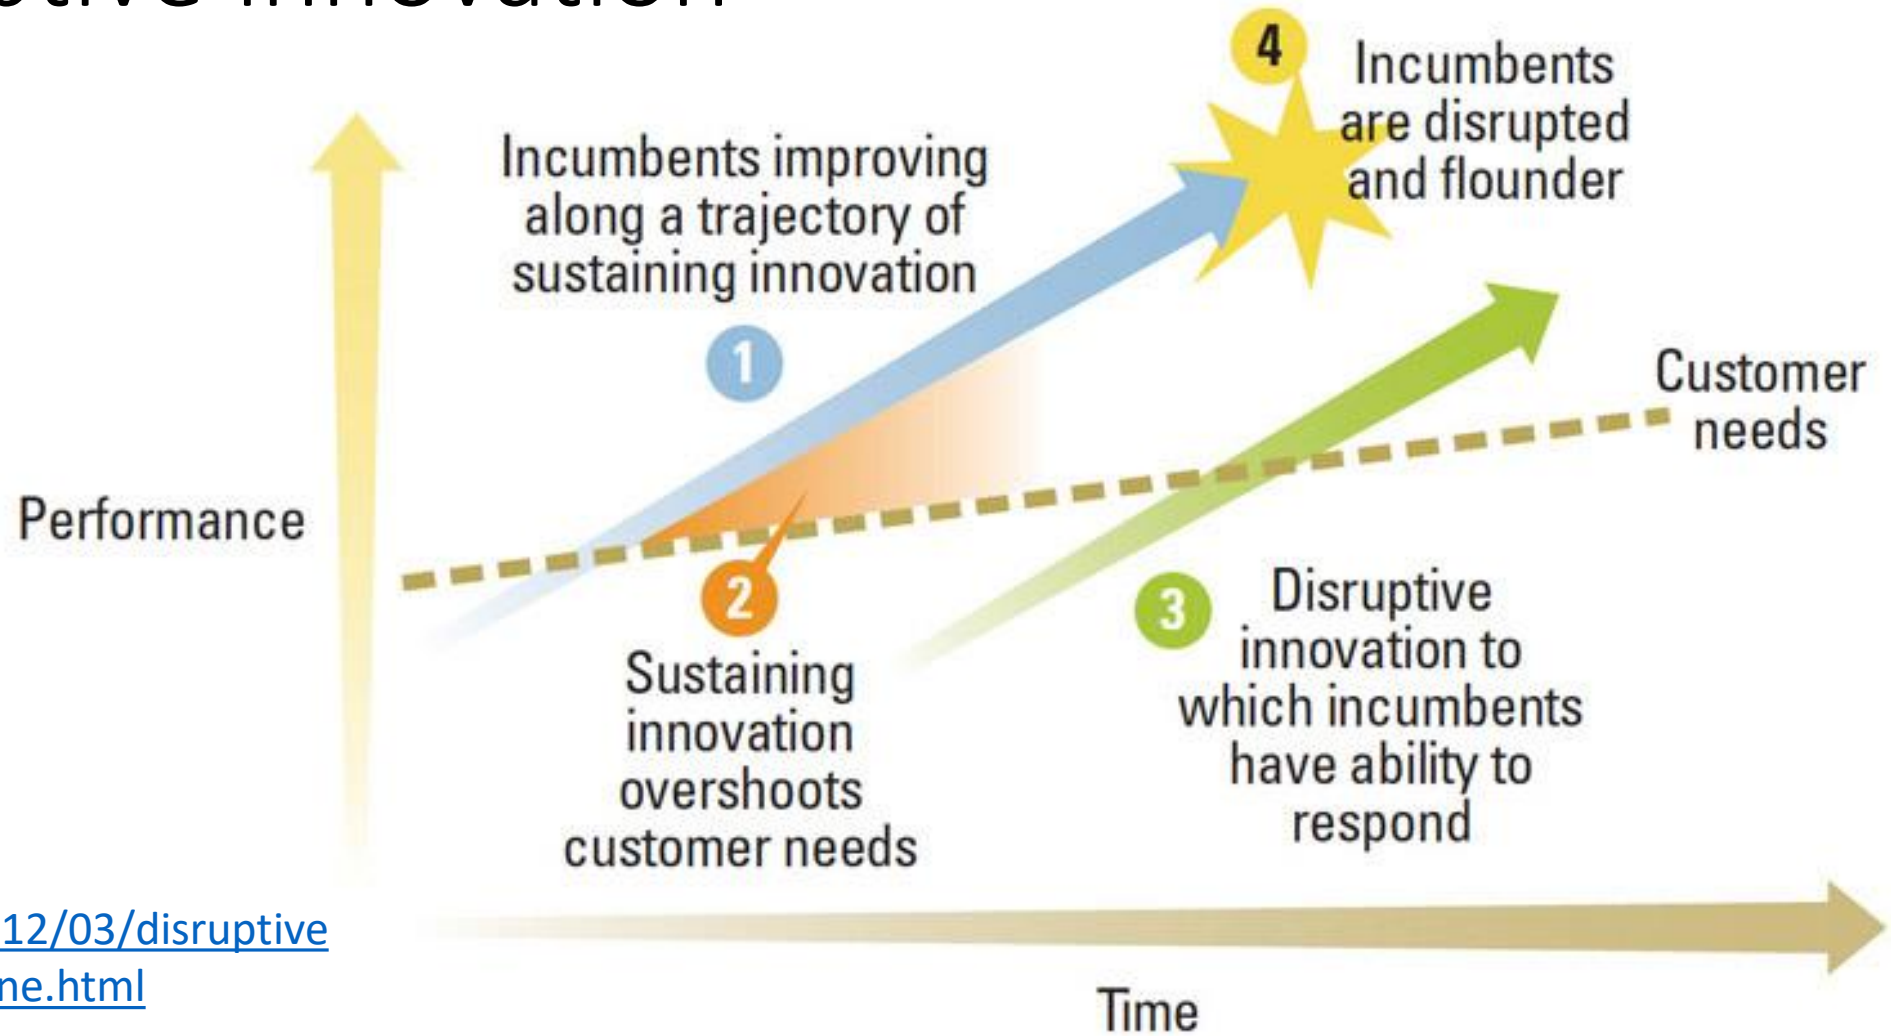 innovation
4
Incumbents
are disrupted
and flounder
Incumbents improving
along a trajectory of
sustaining innovation
1
Customer
needs
Performance
2
Sustaining
innovation
overshoots
customer needs
3
Disruptive
innovation to
which incumbents
have ability to
respond
12/03/disruptive
ne.html
Time